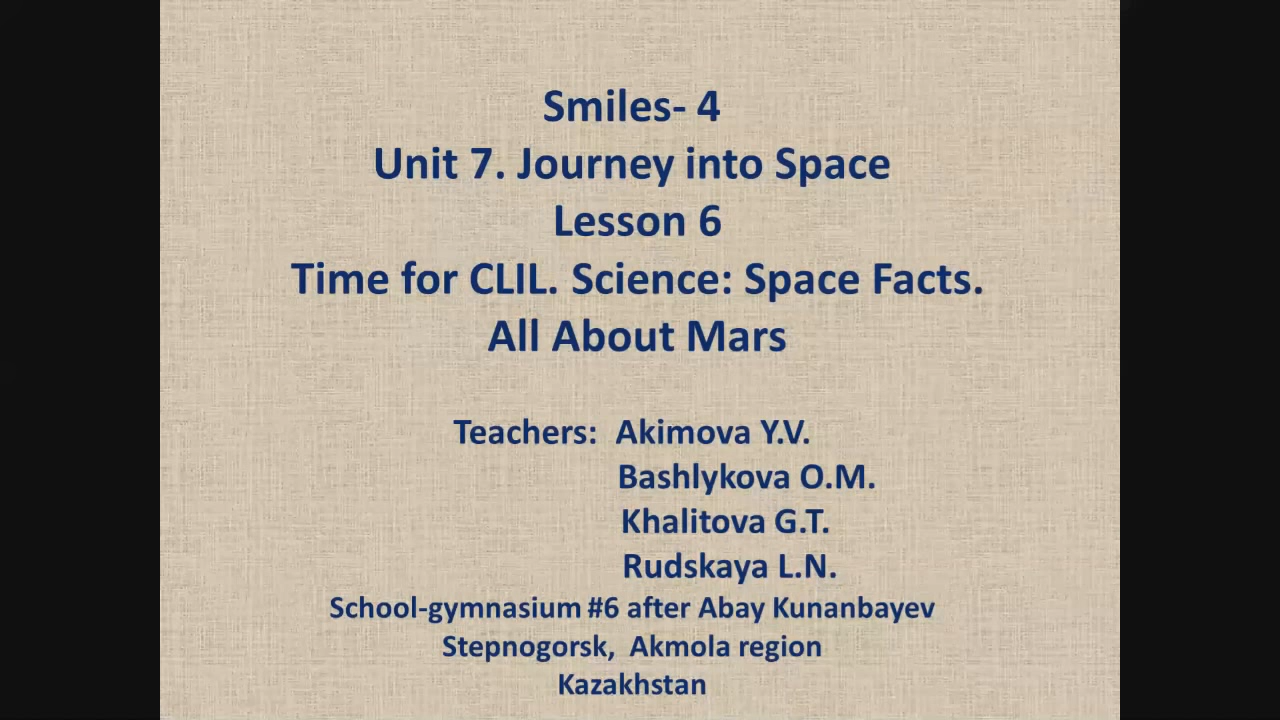 Smiles- 4
Unit 7. Journey into Space
Lesson 6
Time for CLIL. Science: Space Facts.
All About Mars
Teachers: Akimova Y.V.
Bashlykova O.M.
Khalitova G.T.
Rudskaya L.N.
School-gymnasium #6 after Abay Kunanbayev
Stepnogorsk, Akmola region
Kazakhstan